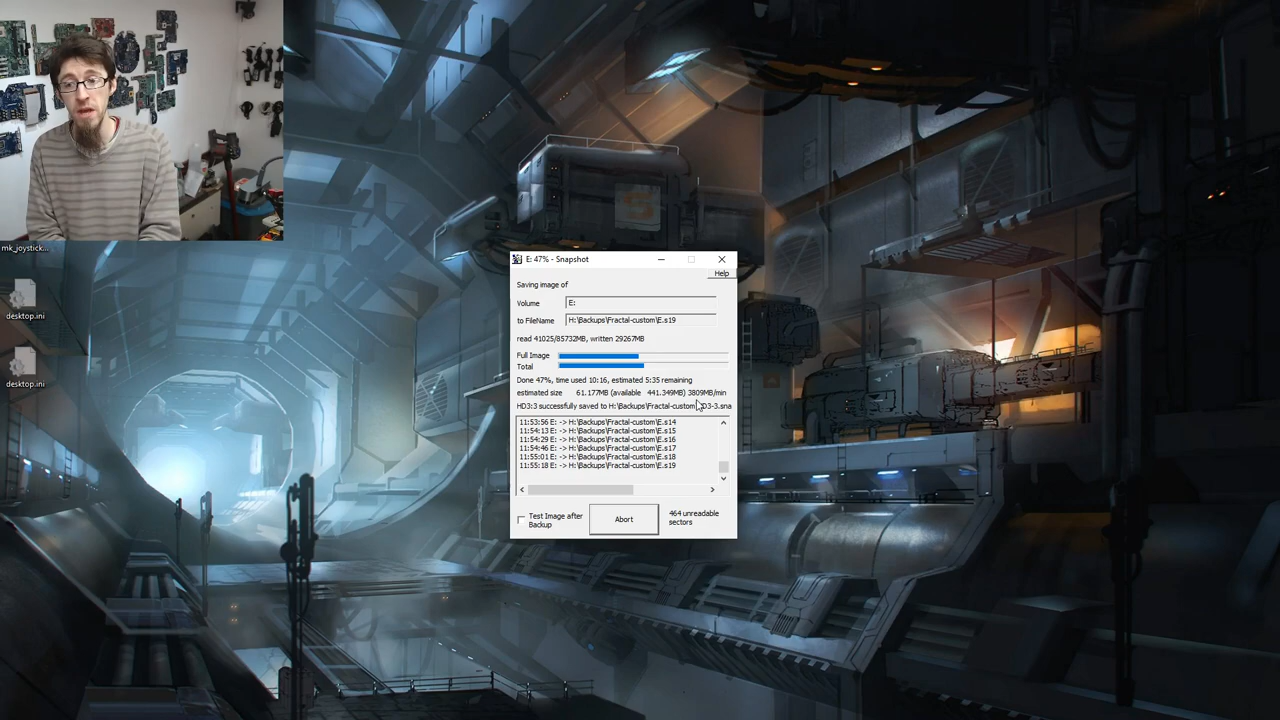 mk_joystick...
desktop.ini
desktop.ini
E: 47% - Snapshot
Help
Saving image of
Volume E:
to FileName H:\Backups\Fractal-custom\E.s19
read 41025/85732MB, written 29267MB
Full Image
Total
Done 47%, time used 10:16, estimated 5:35 remaining
estimated size 61.177MB (available 441.349MB) 3809MB/min
HD3:3 successfully saved to H:\Backups\Fractal-custom\HD3-3.sna
11:53:56 E: -> H:\Backups\Fractal-custom\E.s14
11:54:13 E: -> H:\Backups\Fractal-custom\E.s15
11:54:29 E: -> H:\Backups\Fractal-custom\E.s16
11:54:46 E: -> H:\Backups\Fractal-custom\E.s17
11:55:01 E: -> H:\Backups\Fractal-custom\E.s18
11:55:18 E: -> H:\Backups\Fractal-custom\E.s19
Test Image after
Backup
Abort
464 unreadable
sectors